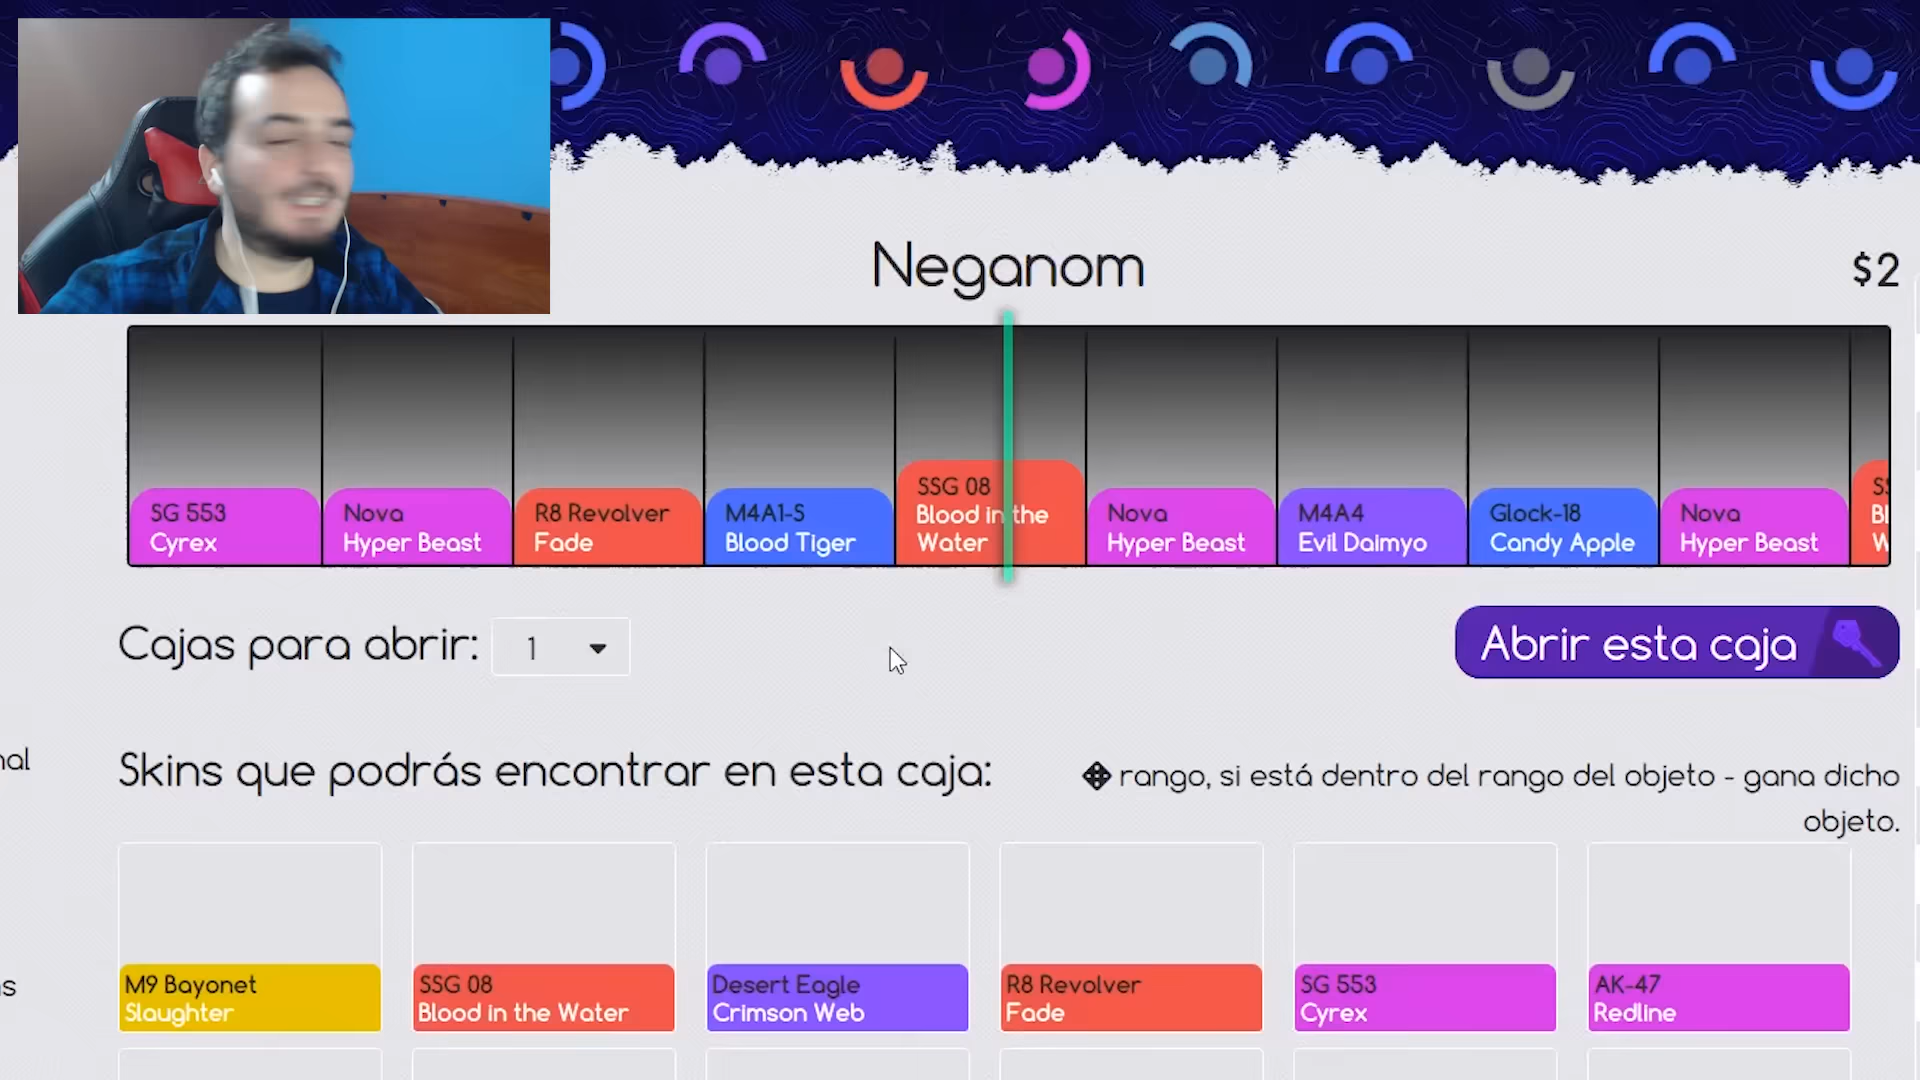 Neganom
$2
SG 553
Cyrex
Nova
Hyper Beast
R8 Revolver
Fade
M4A1-S
Blood Tiger
SSG 08
Blood in the
Water
Nova
Hyper Beast
M4A4
Evil Daimyo
Glock-18
Candy Apple
Nova
Hyper Beast
Cajas para abrir:
1
Abrir esta caja
Skins que podrás encontrar en esta caja:
rango, si está dentro del rango del objeto - gana dicho
objeto.
M9 Bayonet
Slaughter
SSG 08
Blood in the Water
Desert Eagle
Crimson Web
R8 Revolver
Fade
SG 553
Cyrex
AK-47
Redline